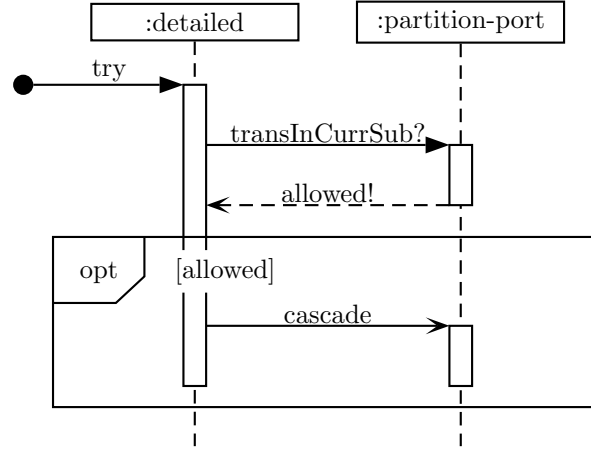 :detailed
:partition-port
try
transInCurrSub?
allowed!
opt
[allowed]
cascade